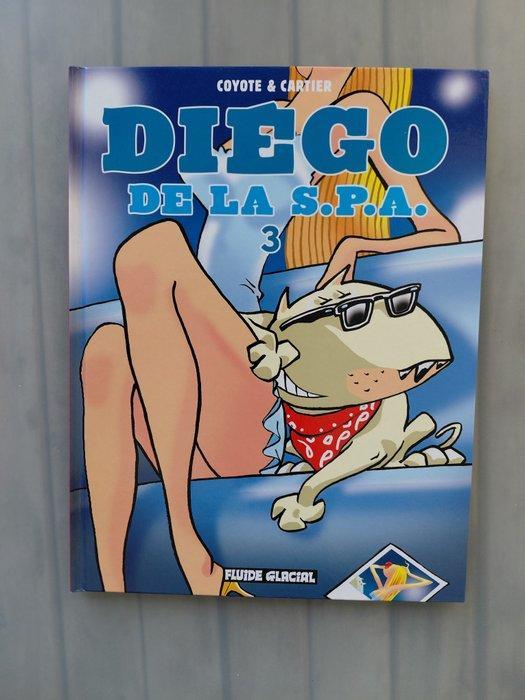 COYOTE & CARTIER
DIÉGO
DE LA S.P.A.
3
FLUIDE GLACIAL